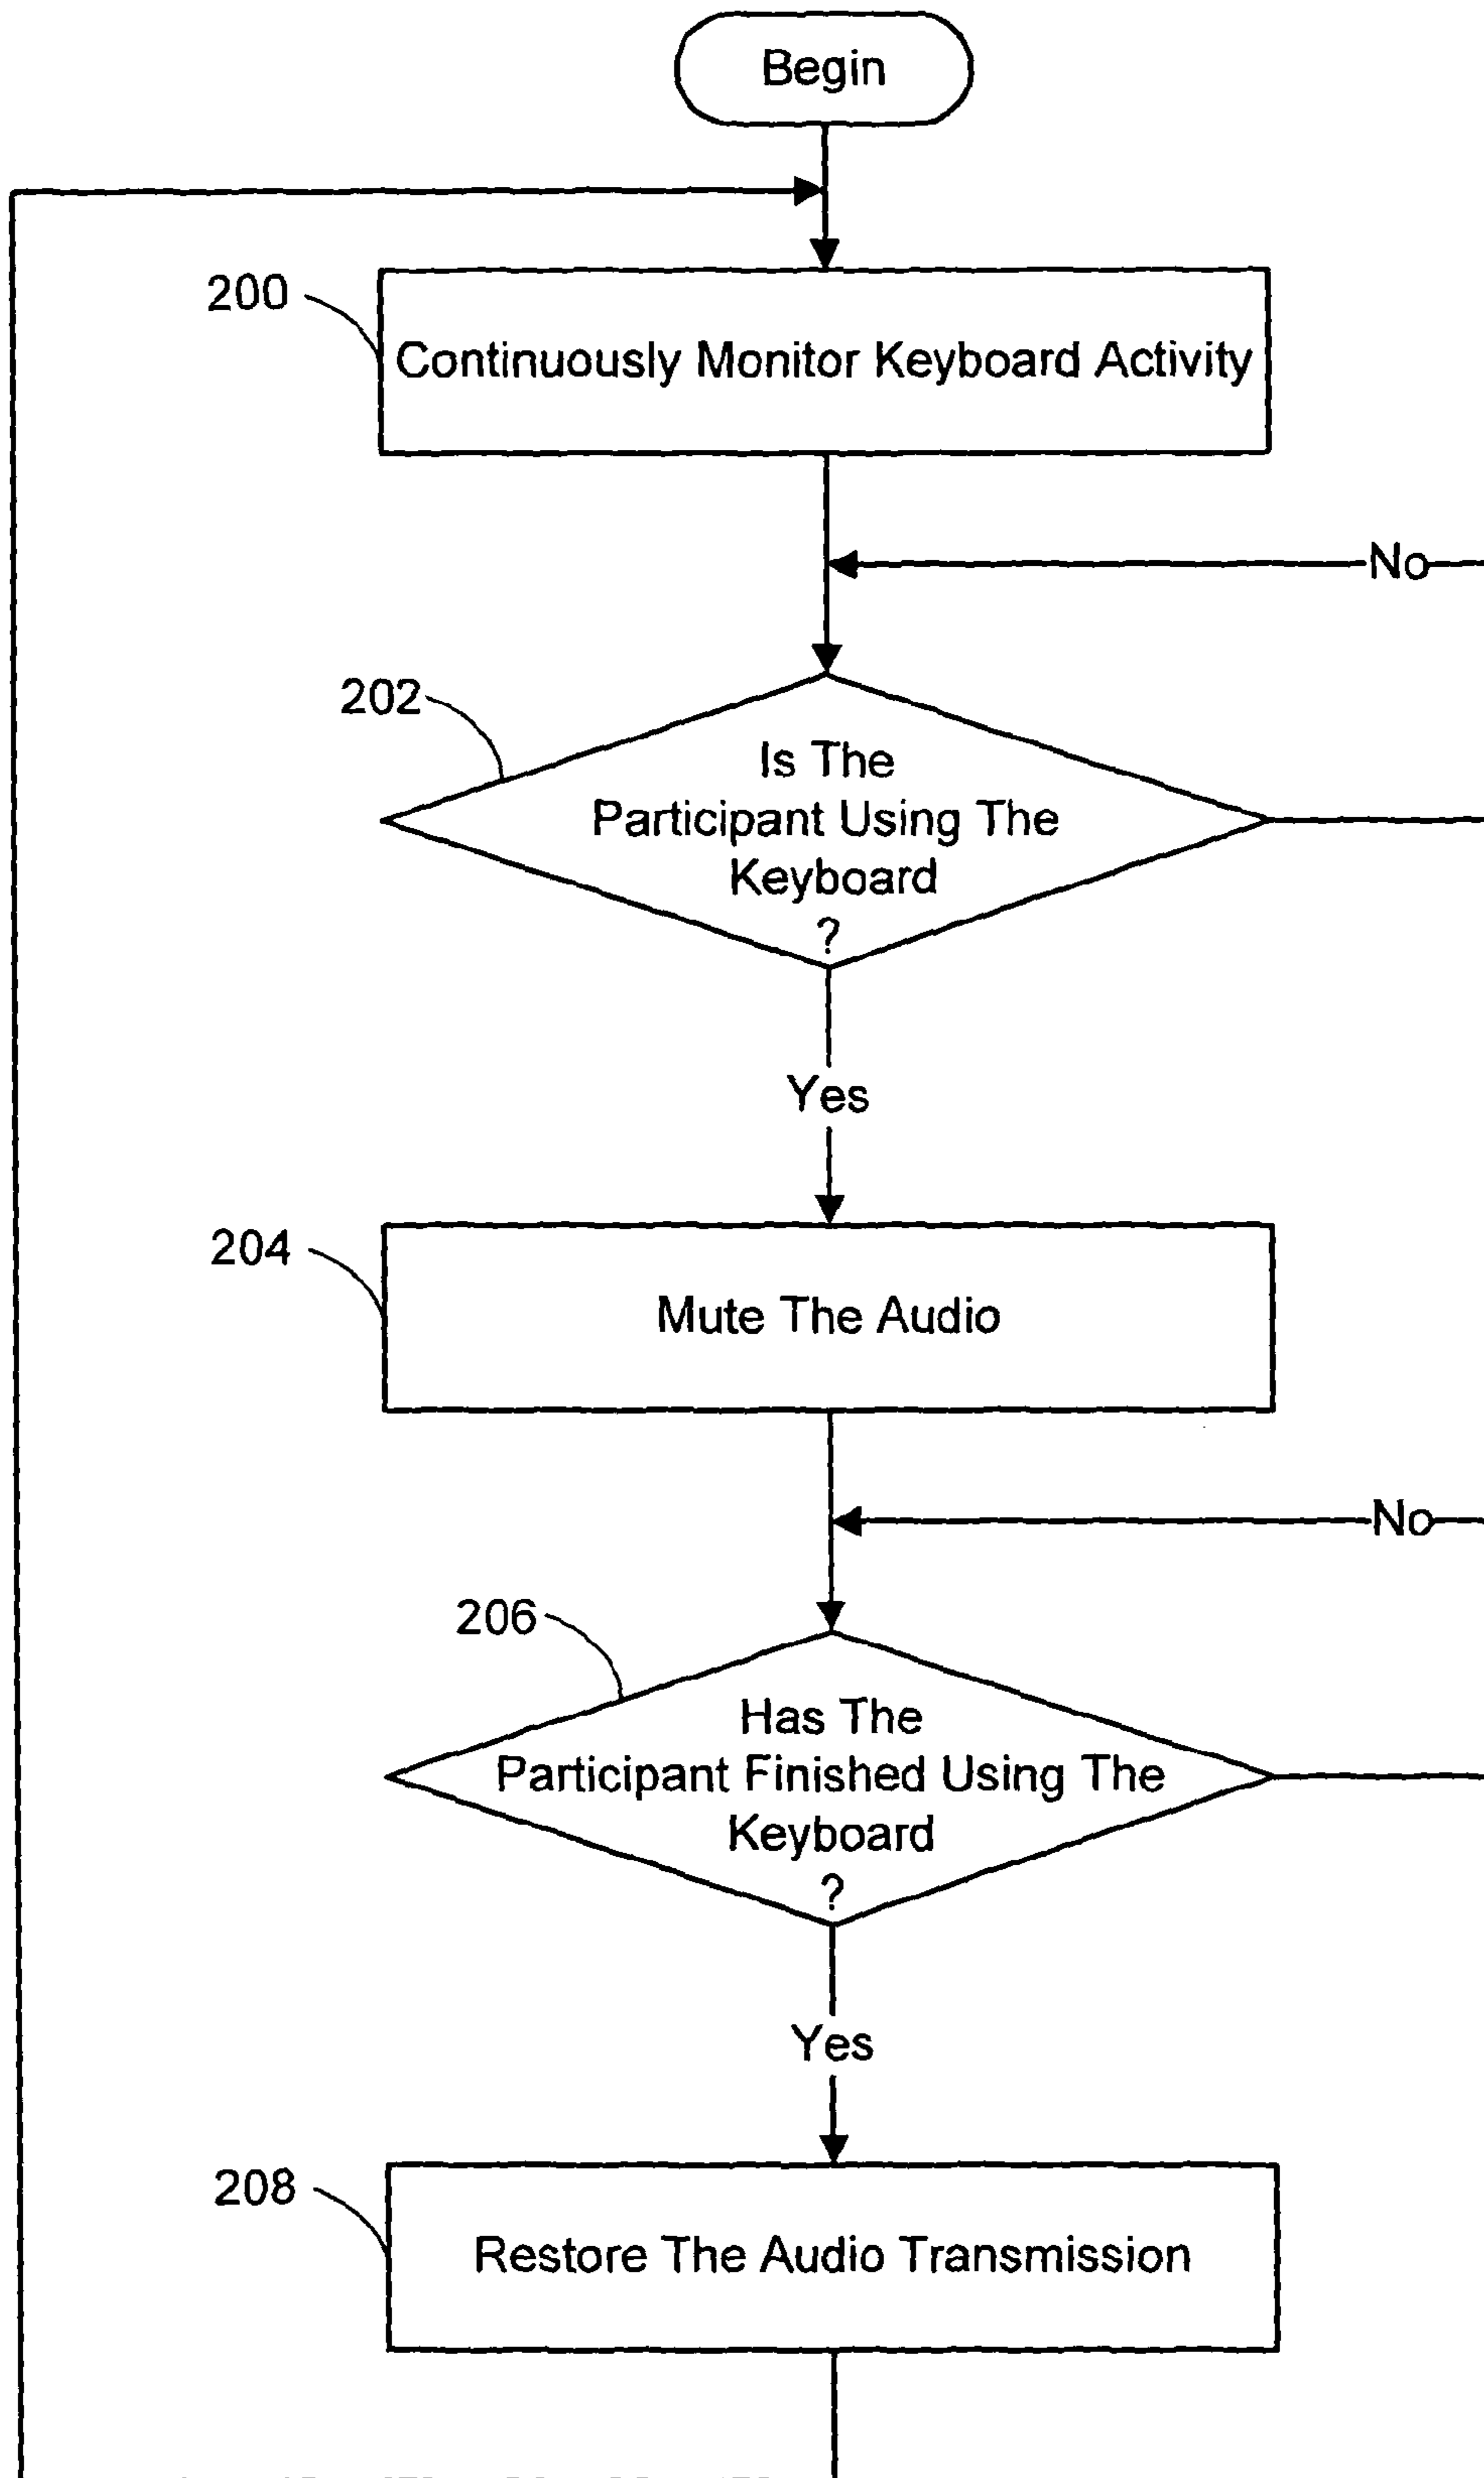 Begin
200
Continuously Monitor Keyboard Activity
No
202
Is The
Participant Using The
Keyboard
?
Yes
204
Mute The Audio
No
206
Has The
Participant Finished Using The
Keyboard
?
Yes
208
Restore The Audio Transmission